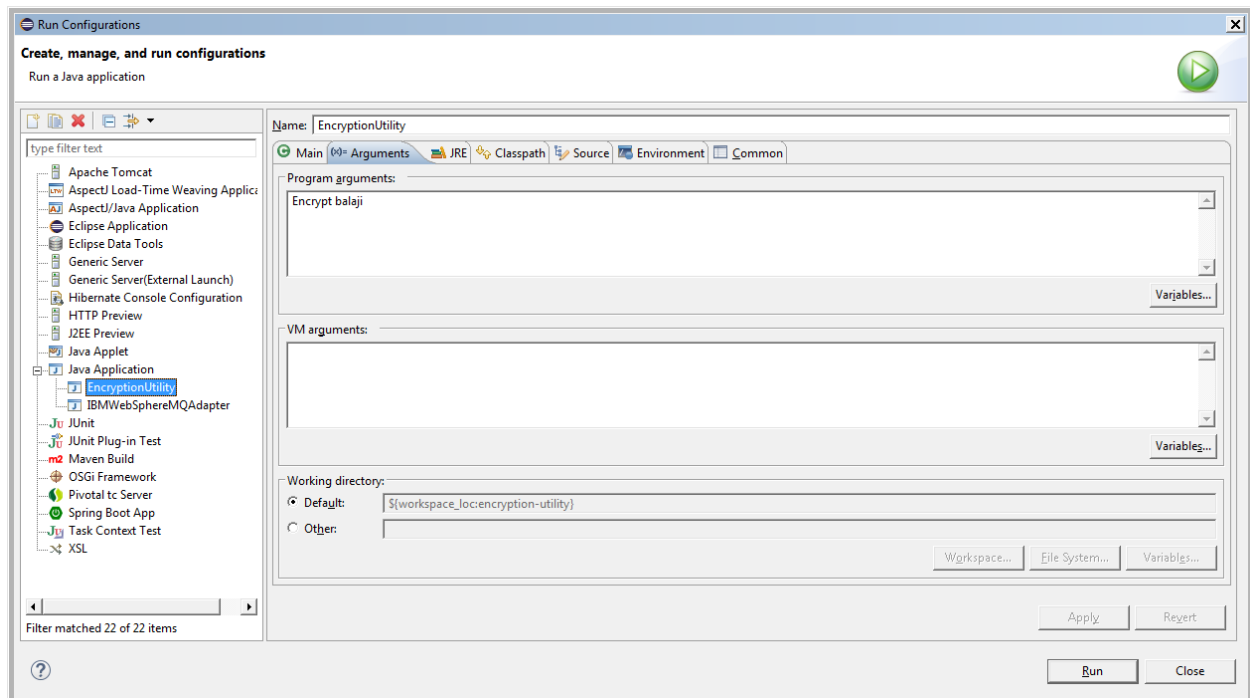 Run Configurations
Create, manage, and run configurations
Run a Java application
type filter text
Apache Tomcat
AspectJ Load-Time Weaving Applica
AspectJ/Java Application
Eclipse Application
Eclipse Data Tools
Generic Server
Generic Server(External Launch)
Hibernate Console Configuration
HTTP Preview
J2EE Preview
Java Applet
Java Application
EncryptionUtility
IBMWebSphereMQAdapter
JUnit
JUnit Plug-in Test
Maven Build
OSGi Framework
Pivotal tc Server
Spring Boot App
Task Context Test
XSL
Filter matched 22 of 22 items
Name: EncryptionUtility
Main (x)= Arguments JRE Classpath Source Environment Common
Program arguments:
Encrypt balaji
Variables...
VM arguments:
Variables...
Working directory:
Default: ${workspace_loc:encryption-utility}
Other:
Workspace... File System... Variables...
Apply Revert
Run Close